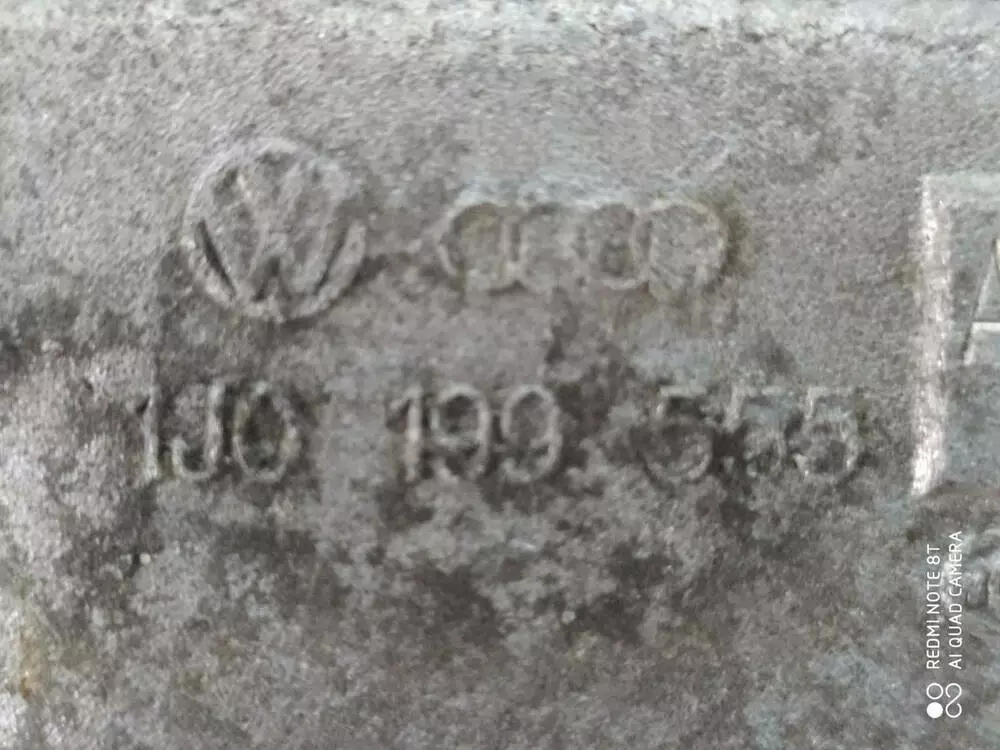 1J0 199 555
REDMI NOTE 8T
AI QUAD CAMERA